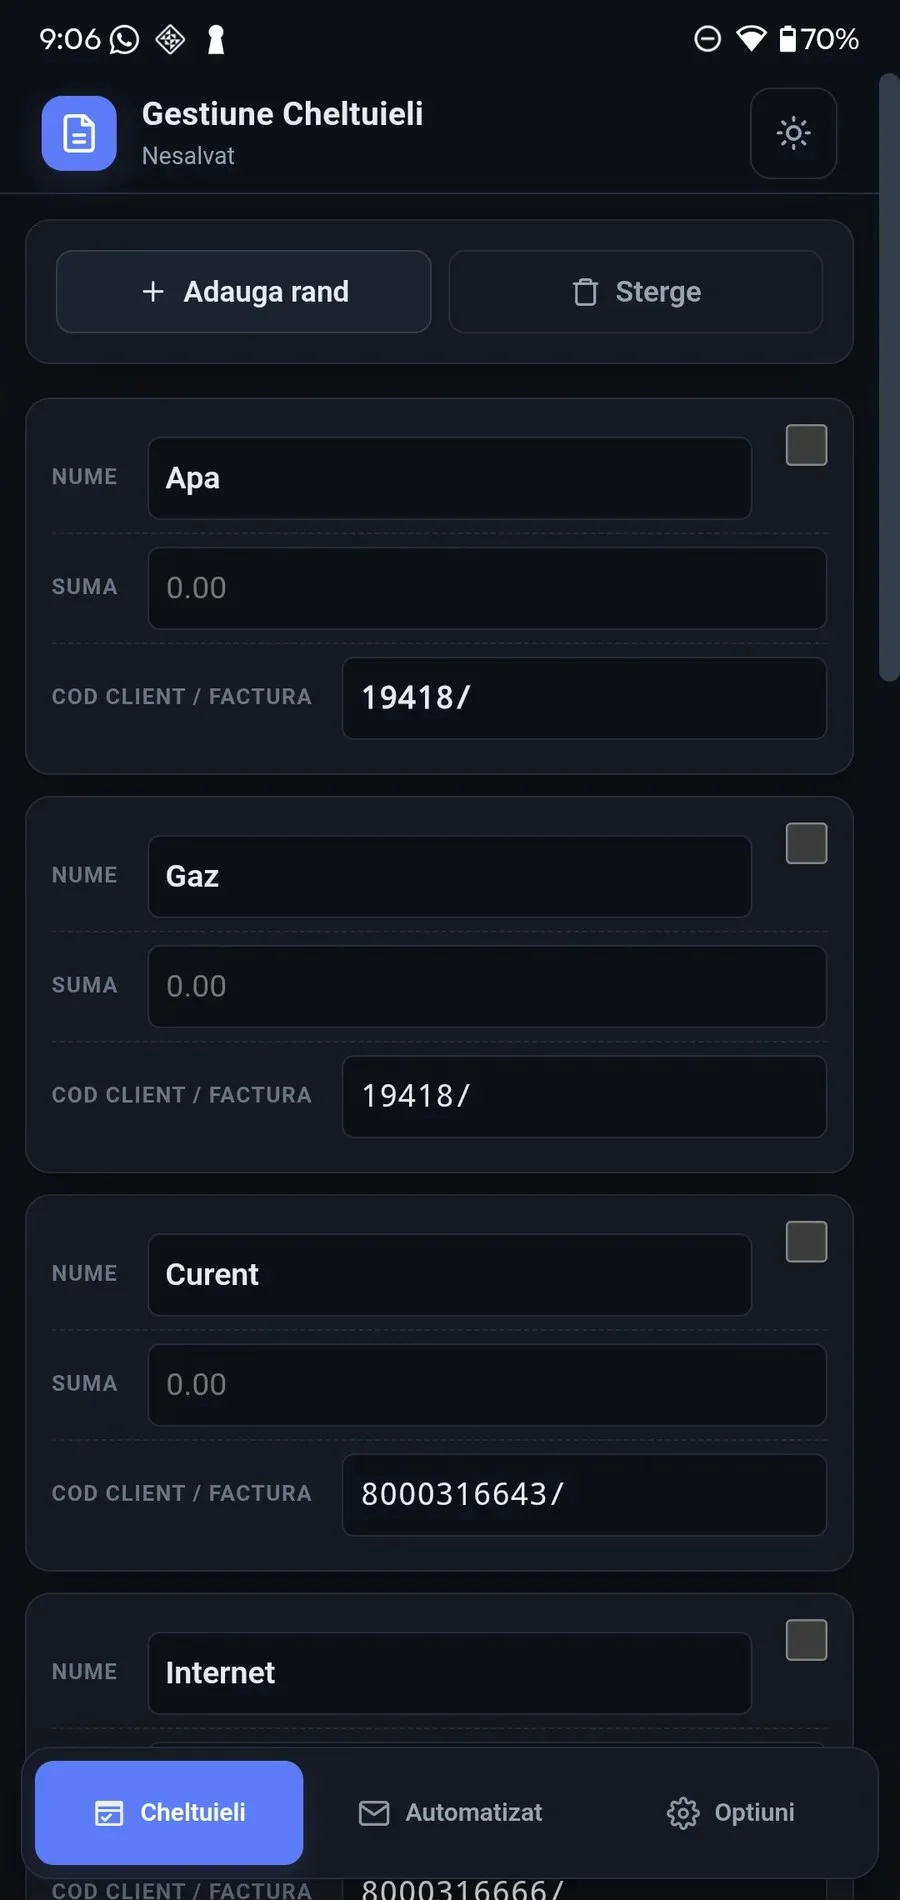 9:06
70%
Gestiune Cheltuieli
Nesalvat
Adauga rand
Sterge
NUME Apa
SUMA 0.00
COD CLIENT / FACTURA 19418/
NUME Gaz
SUMA 0.00
COD CLIENT / FACTURA 19418/
NUME Curent
SUMA 0.00
COD CLIENT / FACTURA 8000316643/
NUME Internet
Cheltuieli
Automatizat
Optiuni
COD CLIENT / FACTURA 8000316666/